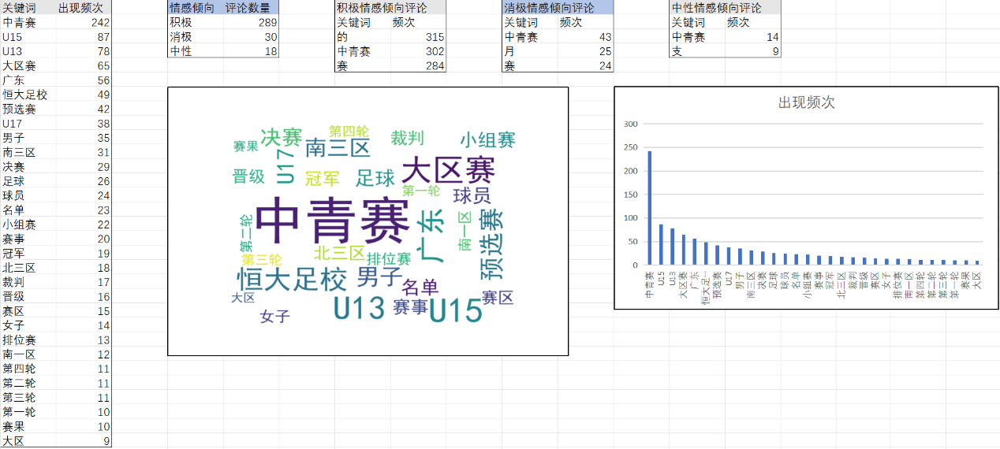 关键词 出现频次
中青赛 242
U15 87
U13 78
大区赛 65
广东 56
恒大足校 49
预选赛 42
U17 38
男子 35
南三区 31
决赛 29
足球 26
球员 24
名单 23
小组赛 22
赛事 20
冠军 19
北三区 18
裁判 17
晋级 16
赛区 15
女子 14
排位赛 13
南一区 12
第四轮 11
第二轮 11
第三轮 11
第一轮 10
赛果 10
大区 9
情感倾向 评论数量
积极 289
消极 30
中性 18
积极情感倾向评论
关键词 频次
的 315
中青赛 302
赛 284
消极情感倾向评论
关键词 频次
中青赛 43
月 25
赛 24
中性情感倾向评论
关键词 频次
中青赛 14
支 9
第四轮
决赛
赛果
南三区
裁判
小组赛
U17
晋级
冠军
足球
大区赛
第一轮
球员
中青赛
第二轮
广东
南一区
预选赛
第三轮
北三区
排位赛
恒大足校
男子
名单
大区
U13
赛事
U15
赛区
女子
出现频次
300
250
200
150
100
50
0
中青赛
U15
U13
大区赛
广东
恒大足…
预选赛
U17
男子
南三区
决赛
足球
球员
名单
小组赛
赛事
冠军
北三区
裁判
晋级
赛区
女子
排位赛
南一区
第四轮
第二轮
第三轮
第一轮
赛果
大区